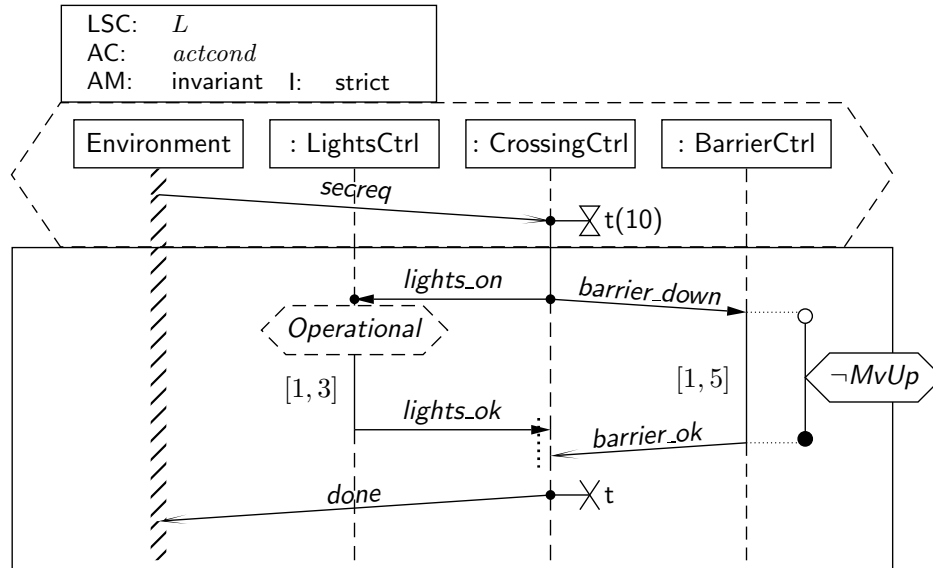 LSC: L
AC: actcond
AM: invariant I: strict
Environment : LightsCtrl : CrossingCtrl : BarrierCtrl
secreq
t(10)
lights_on barrier_down
Operational
¬MvUp
[1, 3] [1, 5]
lights_ok
barrier_ok
done t